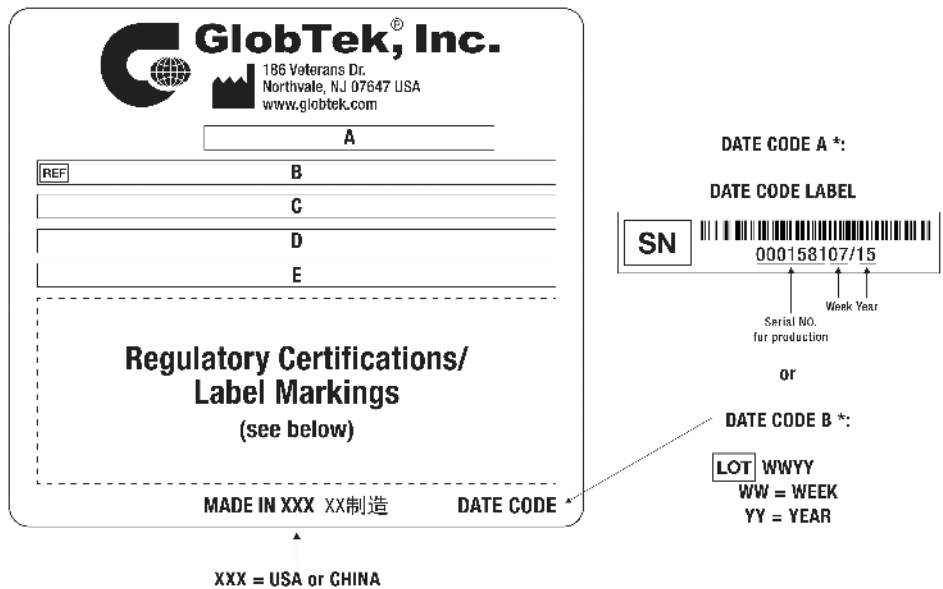 GlobTek®, Inc.
186 Veterans Dr.
Northvale, NJ 07647 USA
www.globtek.com
A
REF B
C
D
E
Regulatory Certifications/
Label Markings
(see below)
MADE IN XXX XX制造 DATE CODE
XXX = USA or CHINA
DATE CODE A *:
DATE CODE LABEL
SN
000158107/15
Week Year
Serial NO.
for production
or
DATE CODE B *:
LOT WWYY
WW = WEEK
YY = YEAR